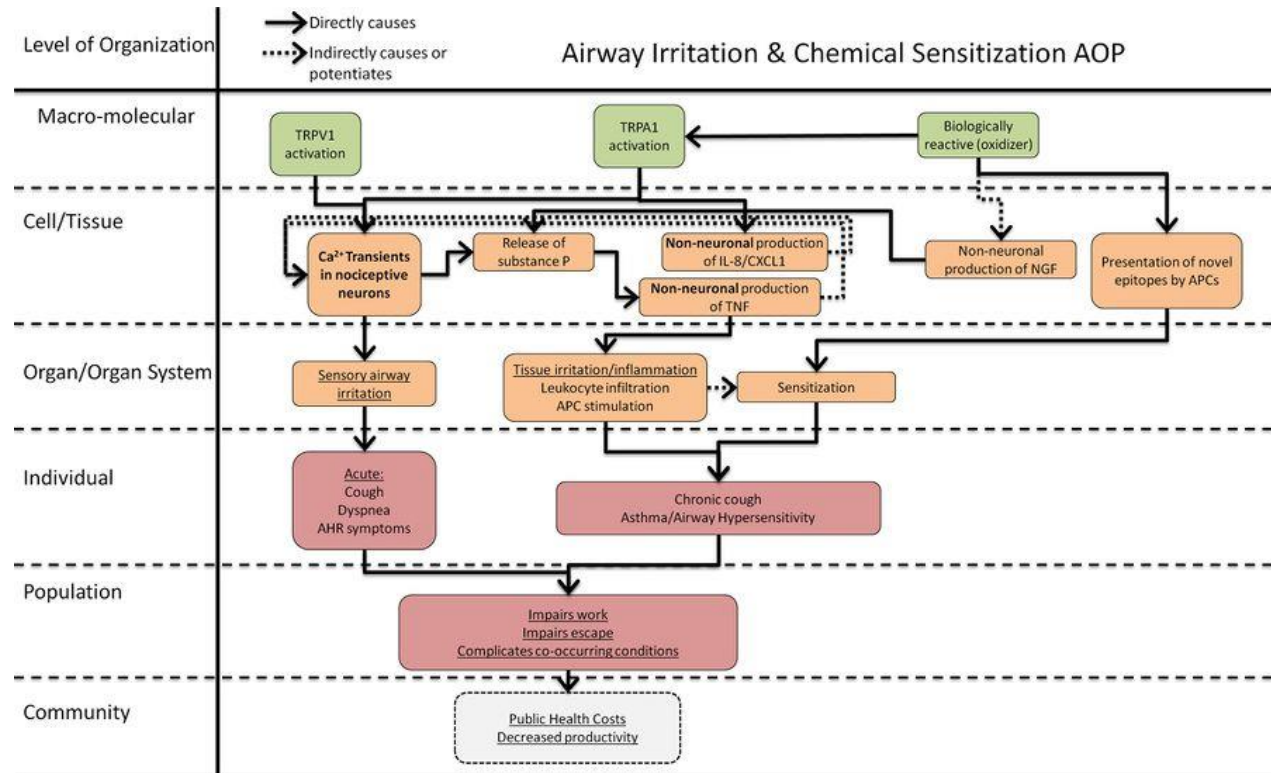 Level of Organization
Directly causes
Indirectly causes or
potentiates
Airway Irritation & Chemical Sensitization AOP
Macro-molecular
TRPV1
activation
TRPA1
activation
Biologically
reactive (oxidizer)
Cell/Tissue
Ca²⁺ Transients
in nociceptive
neurons
Release of
substance P
Non-neuronal production
of IL-8/CXCL1
Non-neuronal production
of TNF
Non-neuronal
production of NGF
Presentation of novel
epitopes by APCs
Organ/Organ System
Sensory airway
irritation
Tissue irritation/inflammation
Leukocyte infiltration
APC stimulation
Sensitization
Individual
Acute:
Cough
Dyspnea
AHR symptoms
Chronic cough
Asthma/Airway Hypersensitivity
Population
Impairs work
Impairs escape
Complicates co-occurring conditions
Community
Public Health Costs
Decreased productivity